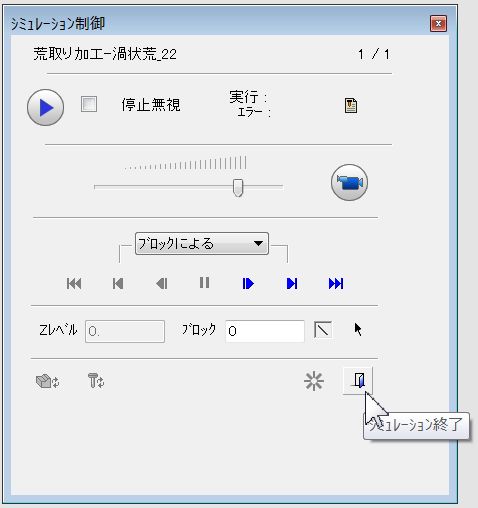 ｼﾐｭﾚｰｼｮﾝ制御
荒取り加工-渦状荒_22 1 / 1
停止無視 実行 :
ｴﾗｰ :
ﾌﾞﾛｯｸによる
Zﾚﾍﾞﾙ 0. ﾌﾞﾛｯｸ 0
ｼﾐｭﾚｰｼｮﾝ終了